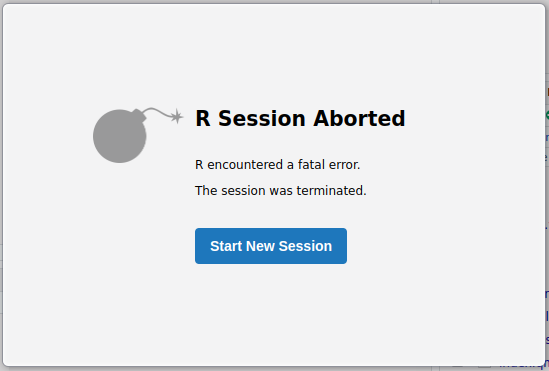 R Session Aborted
R encountered a fatal error.
The session was terminated.
Start New Session